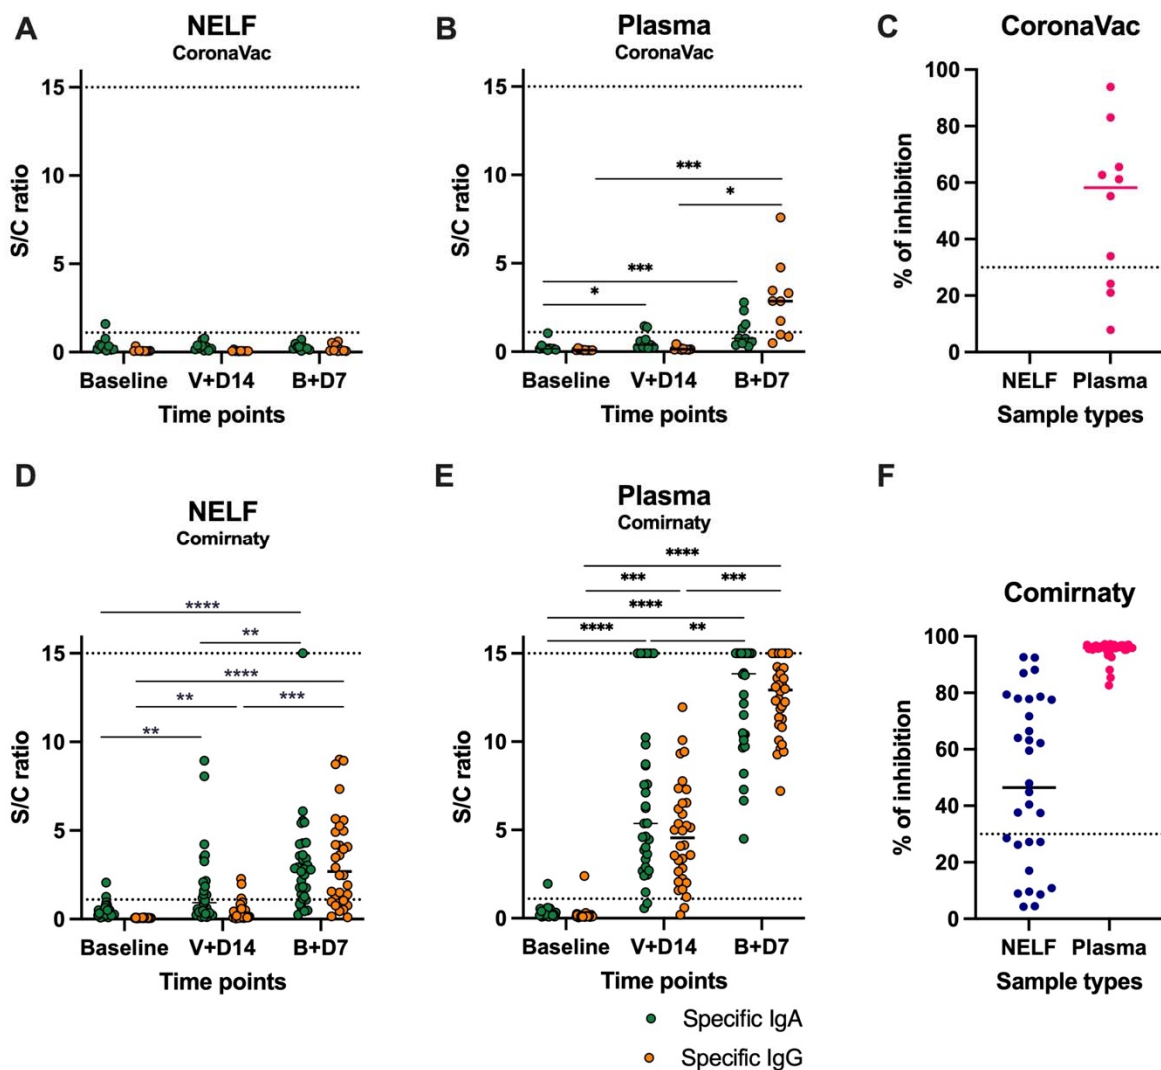 A
NELF
CoronaVac
S/C ratio
15
10
5
0
Baseline
V+D14
B+D7
Time points
B
Plasma
CoronaVac
S/C ratio
15
10
5
0
***
*
***
*
Baseline
V+D14
B+D7
Time points
C
CoronaVac
% of inhibition
100
80
60
40
20
0
NELF
Plasma
Sample types
D
NELF
Comirnaty
S/C ratio
15
10
5
0
****
**
****
**
***
**
Baseline
V+D14
B+D7
Time points
E
Plasma
Comirnaty
S/C ratio
15
10
5
0
****
***
***
****
****
**
Baseline
V+D14
B+D7
Time points
Specific IgA
Specific IgG
F
Comirnaty
% of inhibition
100
80
60
40
20
0
NELF
Plasma
Sample types